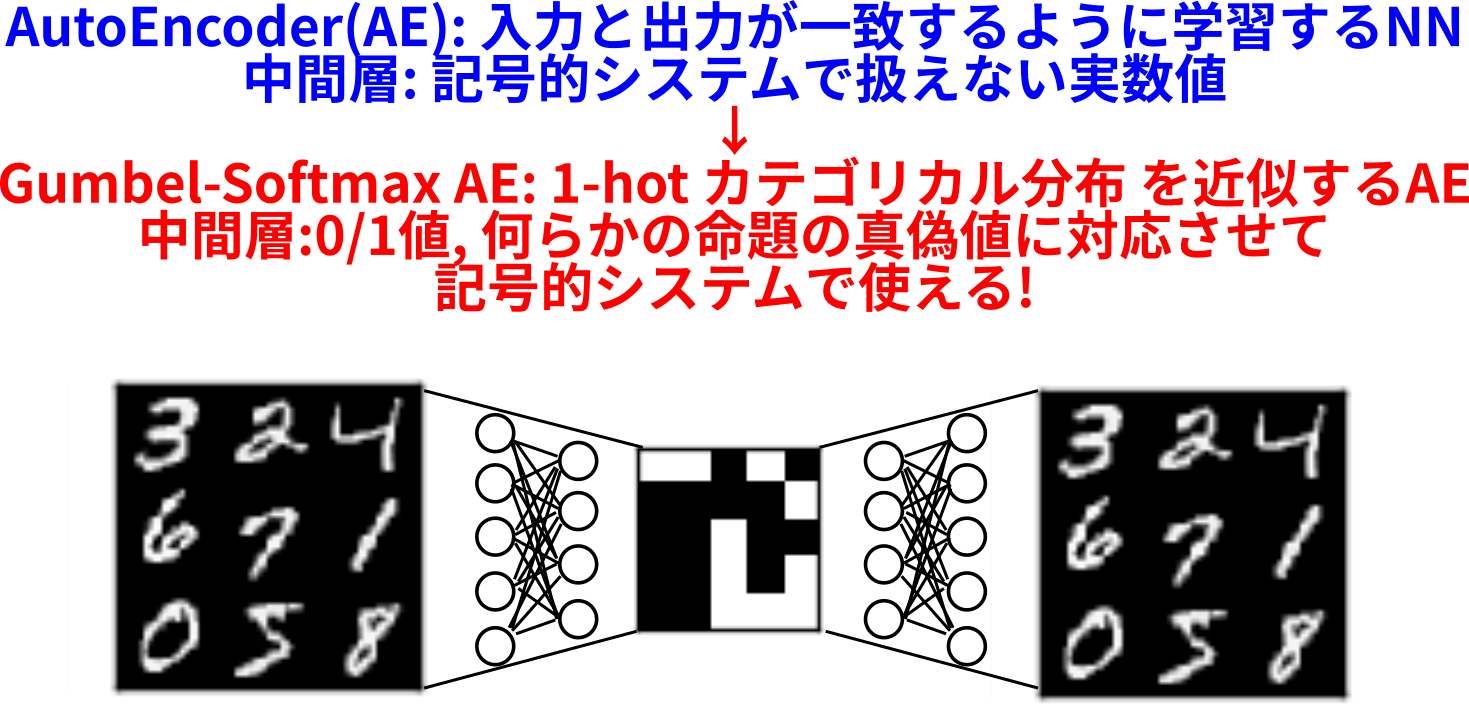 AutoEncoder(AE): 入力と出力が一致するように学習するNN
中間層: 記号的システムで扱えない実数値
↓
Gumbel-Softmax AE: 1-hot カテゴリカル分布 を近似するAE
中間層:0/1値, 何らかの命題の真偽値に対応させて
記号的システムで使える!
3 2 4
6 7 1
0 5 8
3 2 4
6 7 1
0 5 8